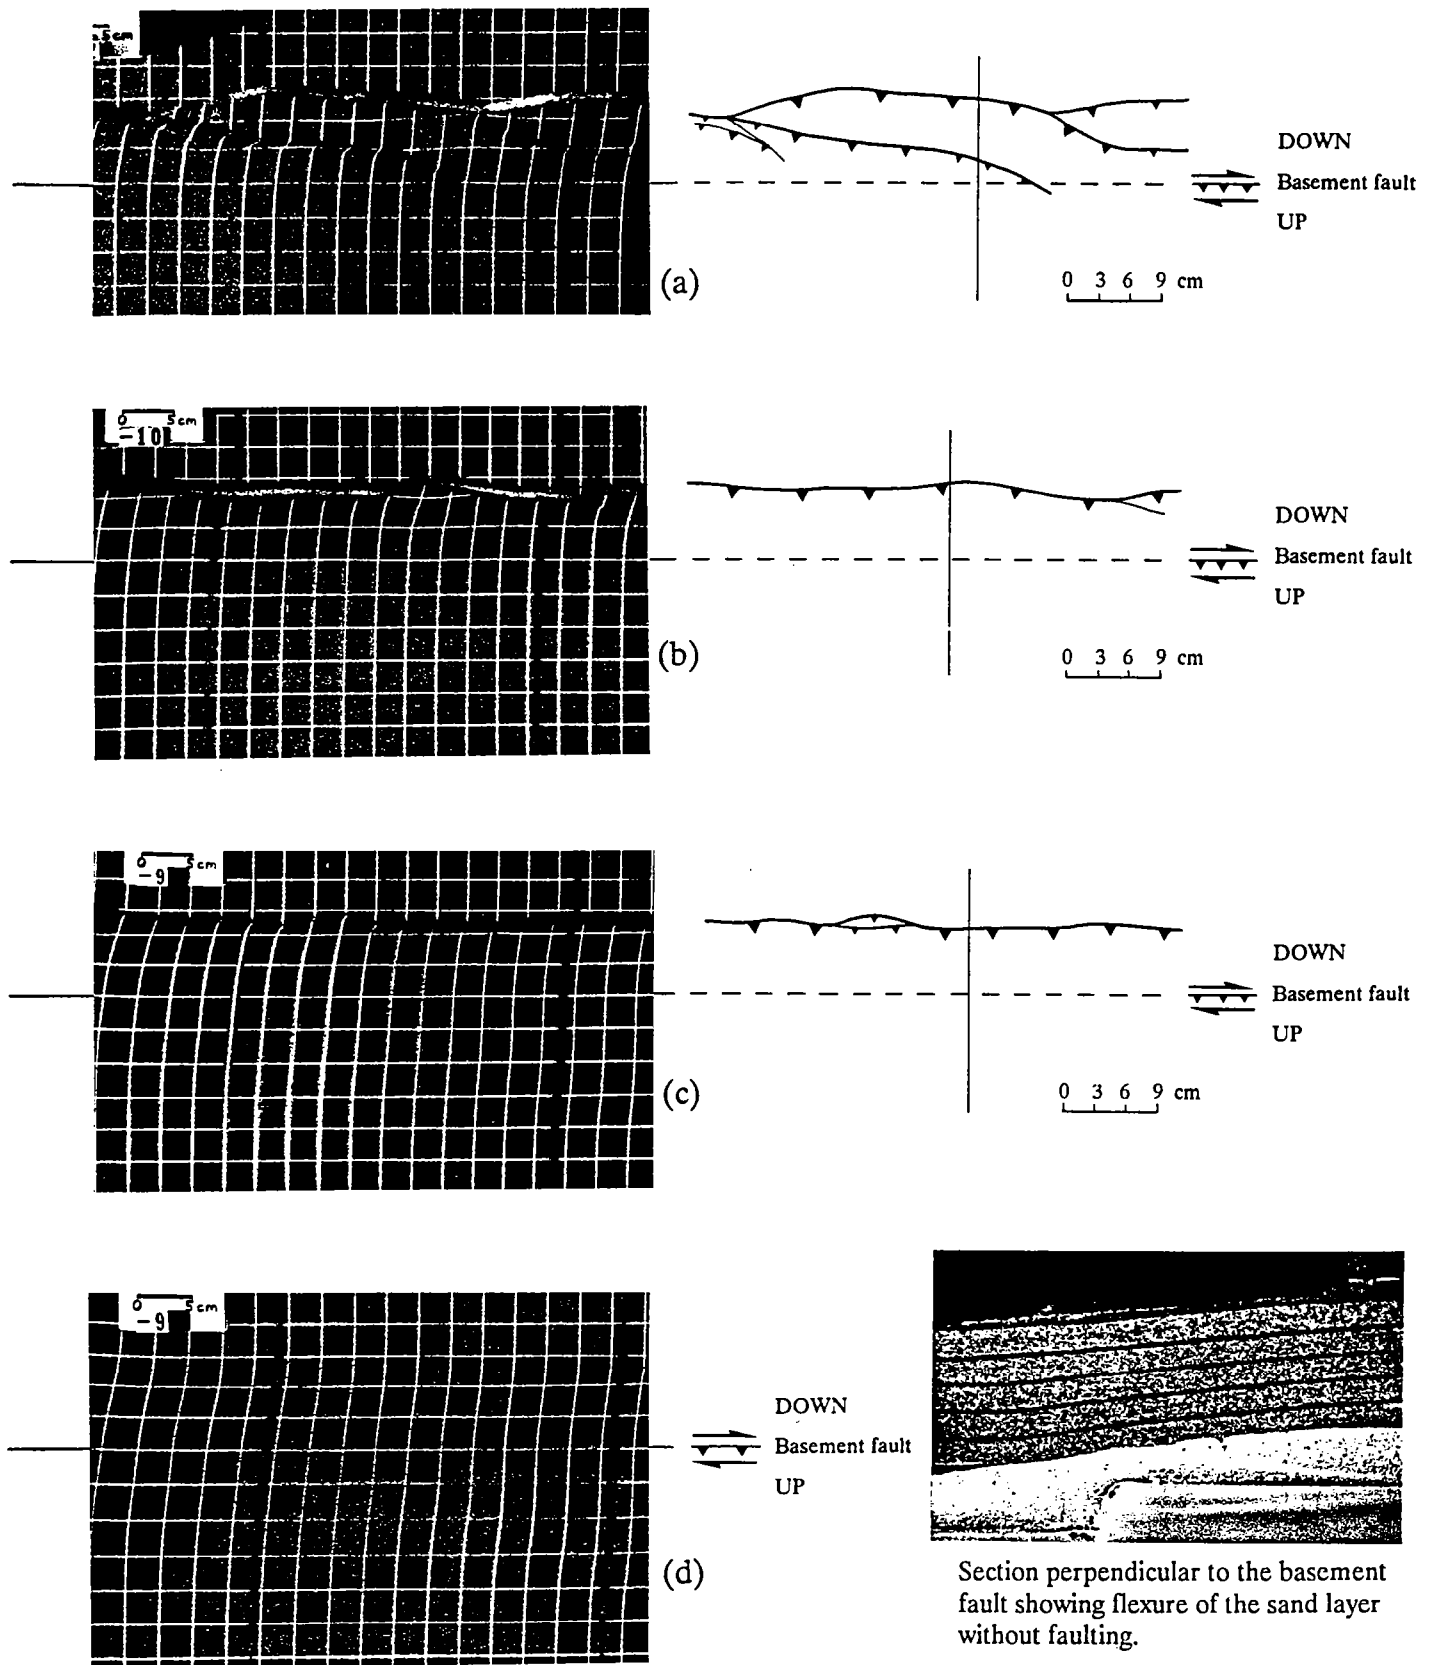 5cm
DOWN
Basement fault
UP
(a)
0 3 6 9 cm
0 5cm
-10
DOWN
Basement fault
UP
(b)
0 3 6 9 cm
0 5cm
-9
DOWN
Basement fault
UP
(c)
0 3 6 9 cm
0 5cm
-9
DOWN
Basement fault
UP
(d)
Section perpendicular to the basement
fault showing flexure of the sand layer
without faulting.